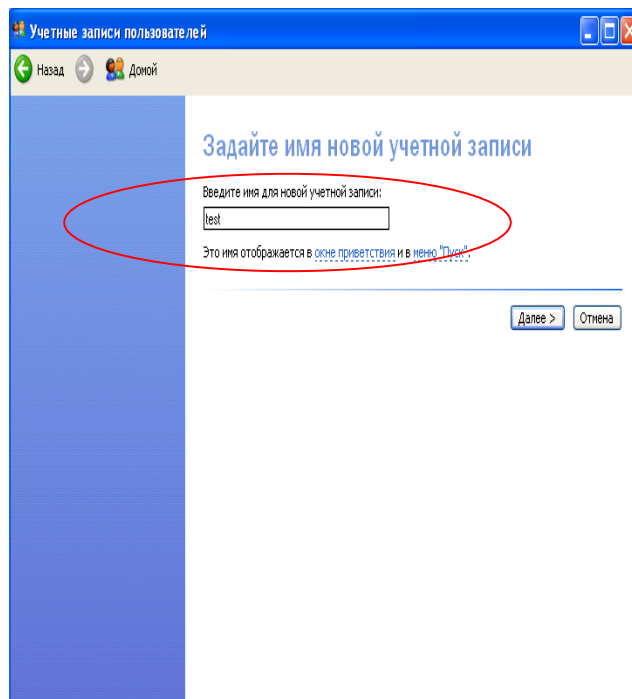 Учетные записи пользователей
Назад Домой
Задайте имя новой учетной записи
Введите имя для новой учетной записи:
test
Это имя отображается в окне приветствия и в меню "Пуск".
Далее > Отмена